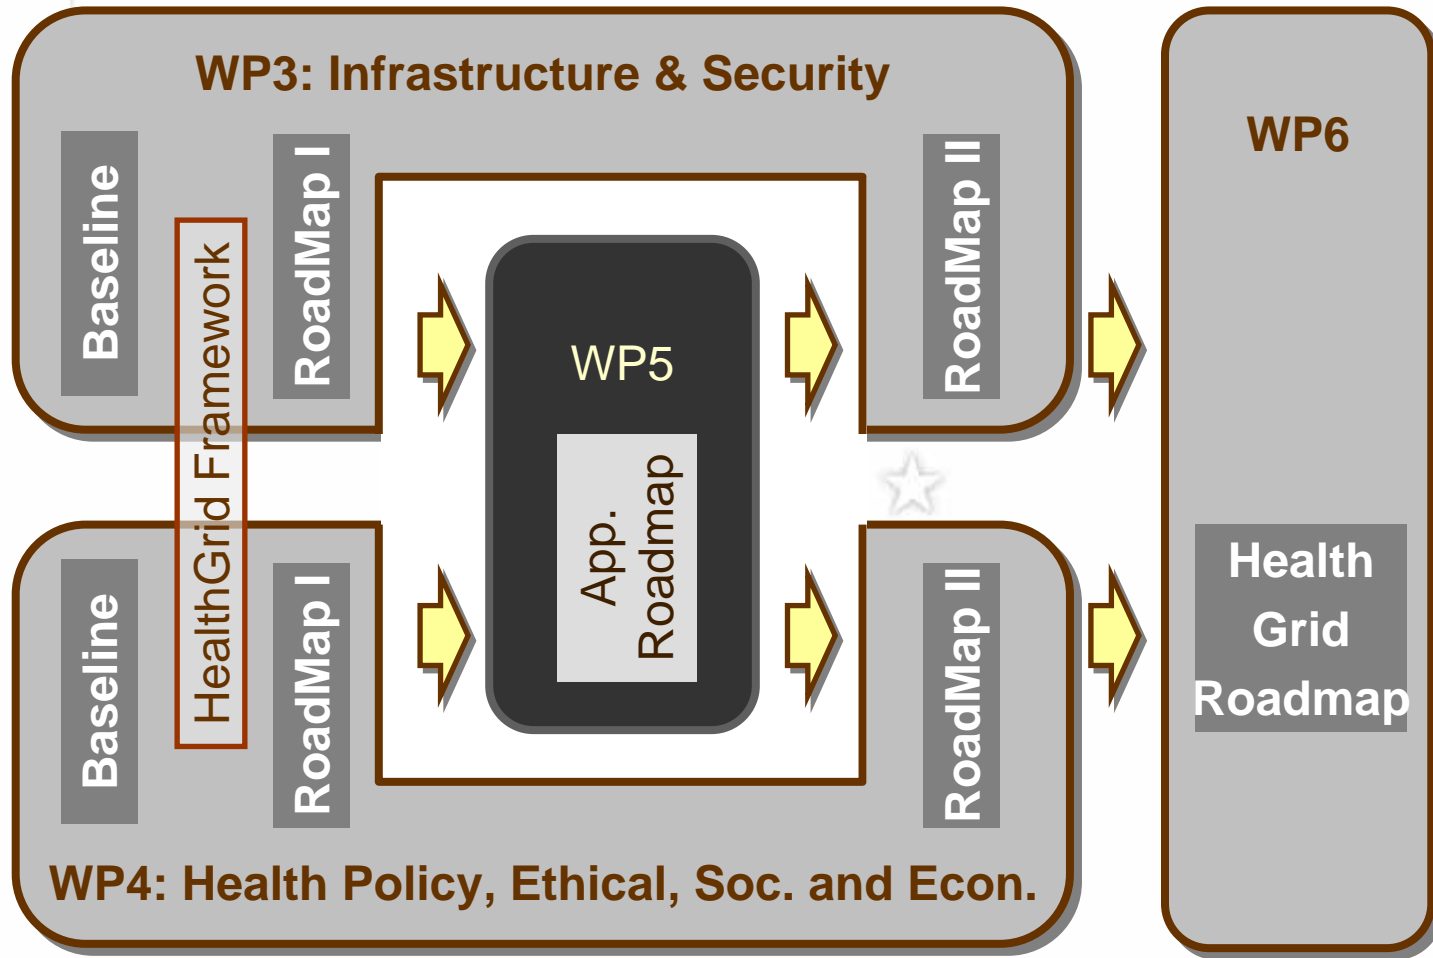 WP3: Infrastructure & Security
Baseline
HealthGrid Framework
RoadMap I
WP5
App.
Roadmap
RoadMap II
Baseline
RoadMap I
RoadMap II
WP4: Health Policy, Ethical, Soc. and Econ.
WP6
Health
Grid
Roadmap